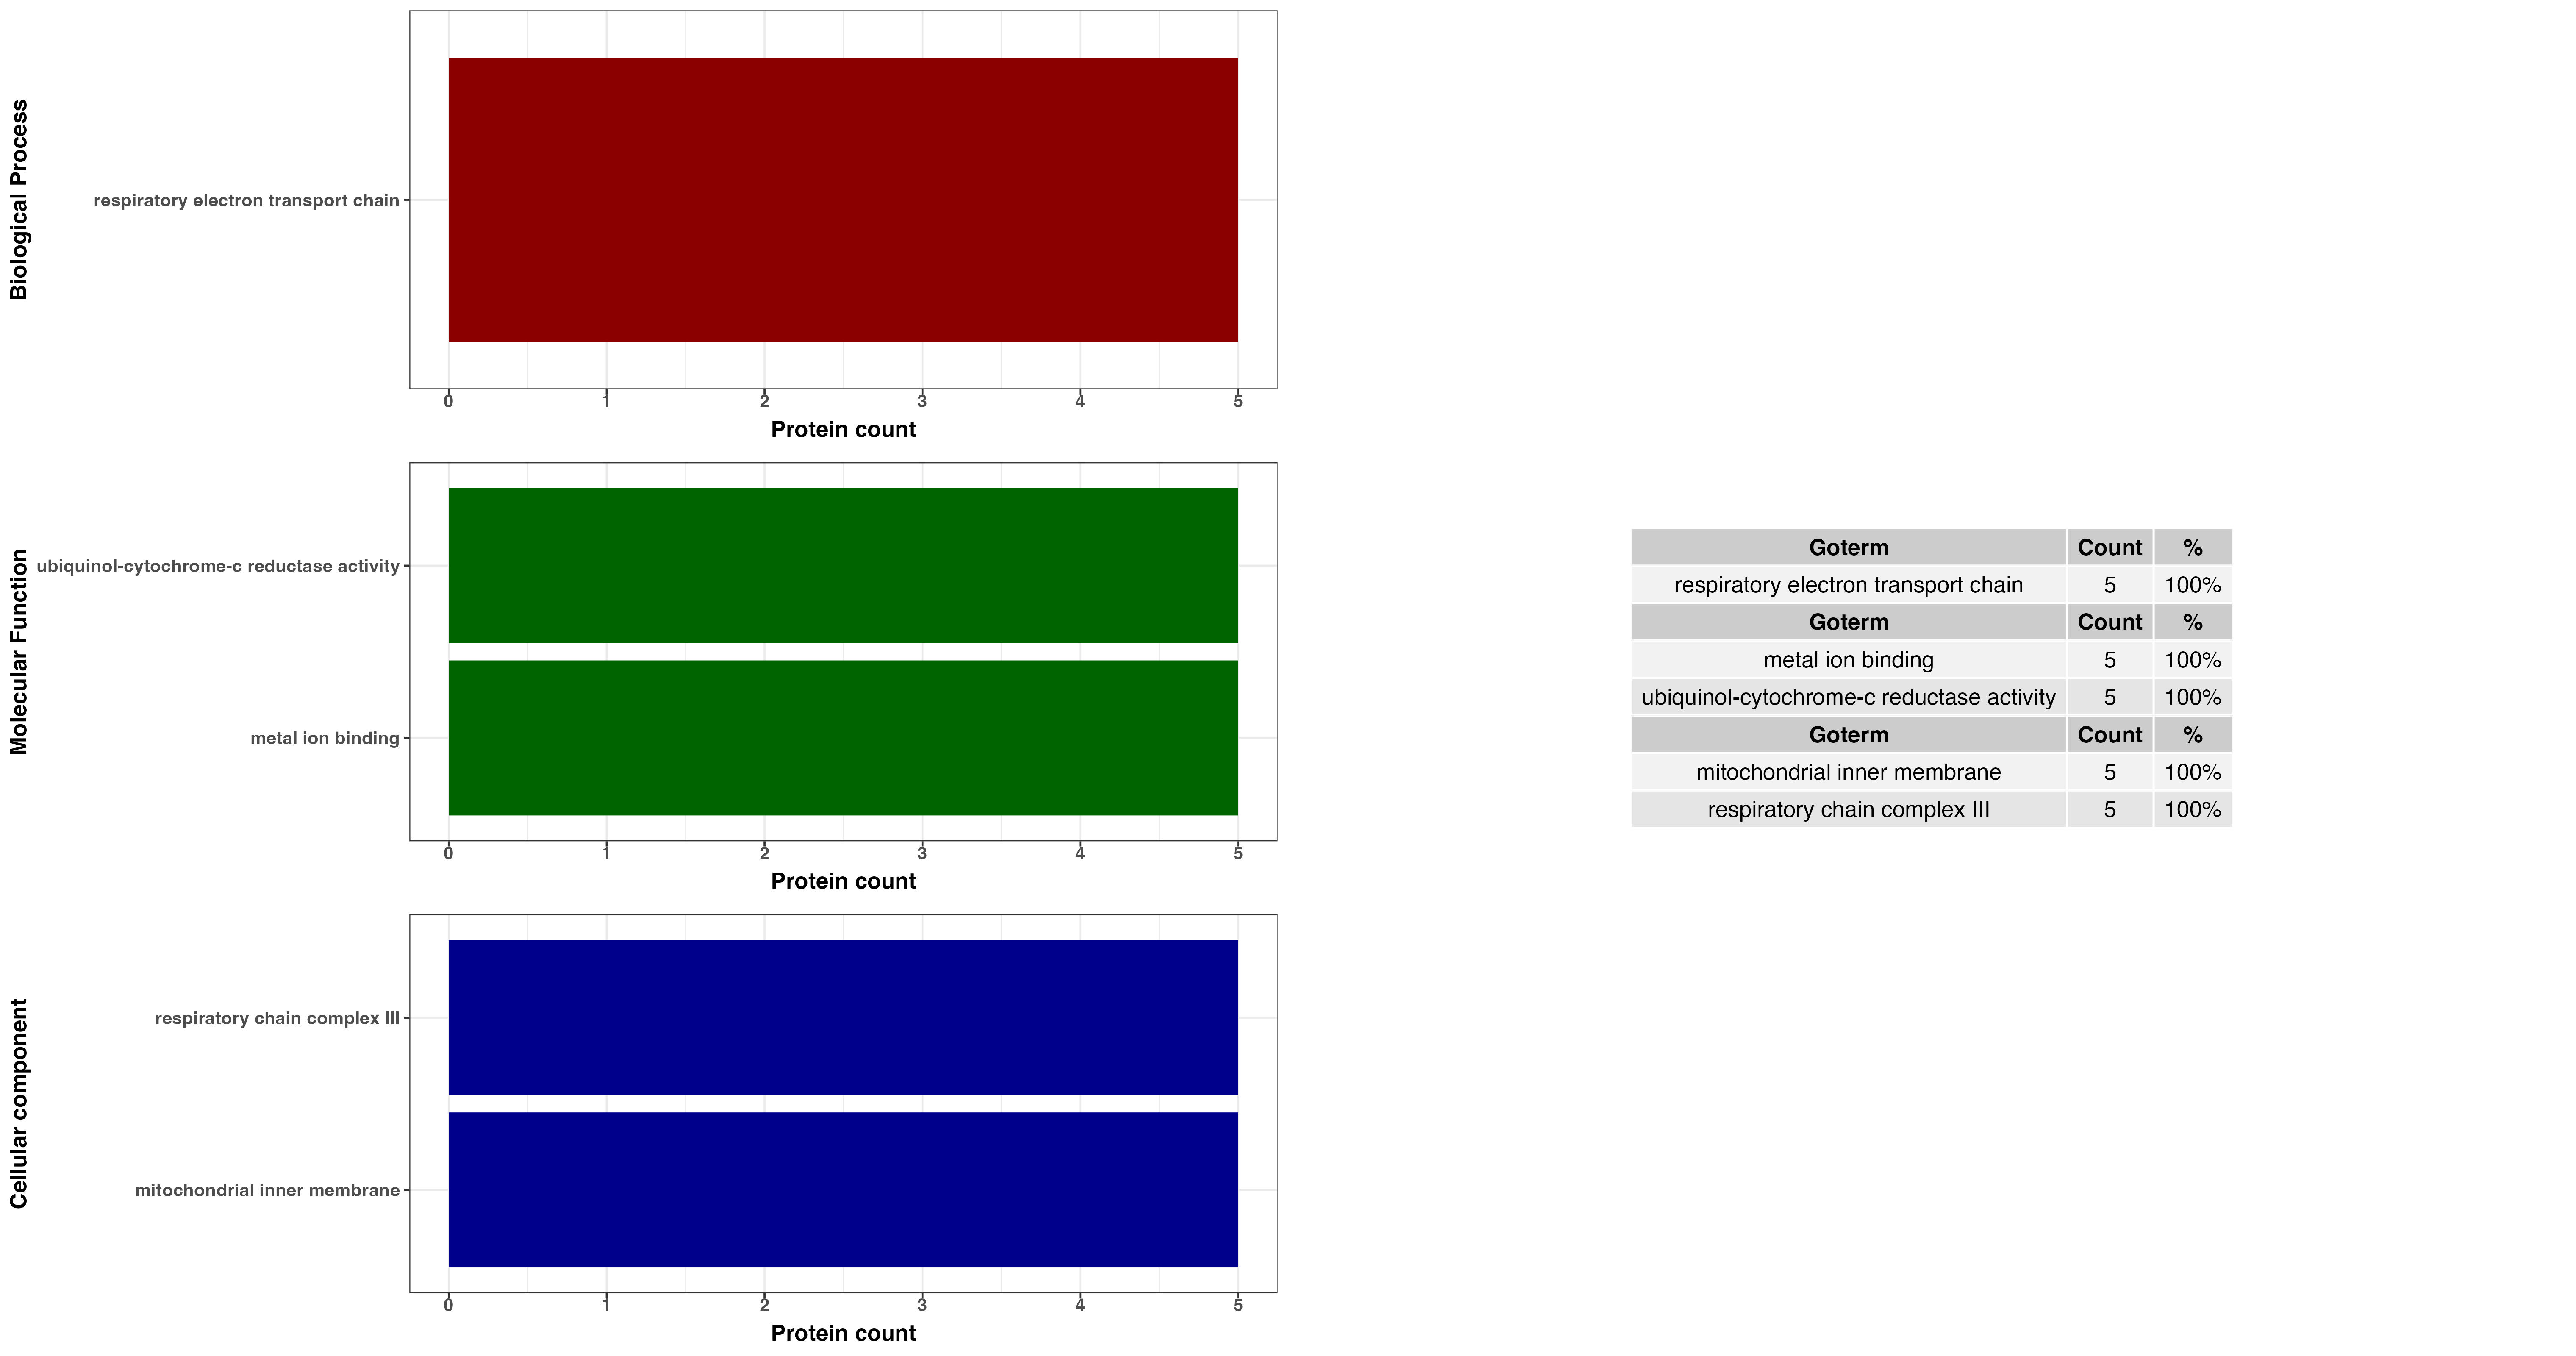 Biological Process
respiratory electron transport chain
0 1 2 3 4 5
Protein count
Molecular Function
ubiquinol-cytochrome-c reductase activity
metal ion binding
0 1 2 3 4 5
Protein count
Cellular component
respiratory chain complex III
mitochondrial inner membrane
0 1 2 3 4 5
Protein count
Goterm Count %
respiratory electron transport chain 5 100%
Goterm Count %
metal ion binding 5 100%
ubiquinol-cytochrome-c reductase activity 5 100%
Goterm Count %
mitochondrial inner membrane 5 100%
respiratory chain complex III 5 100%